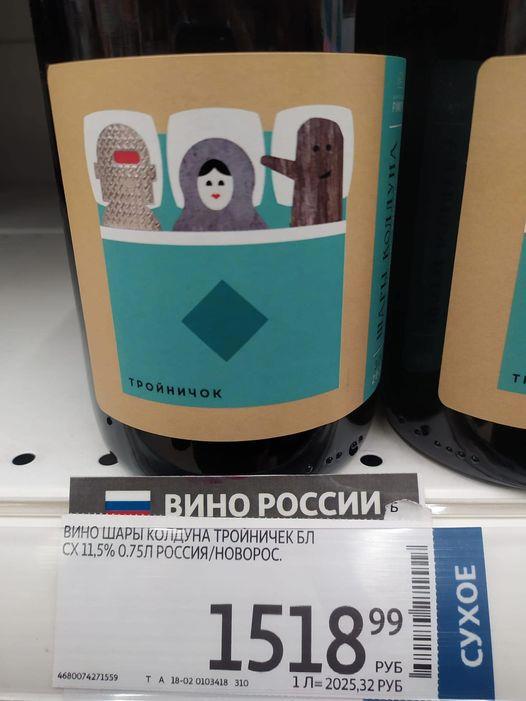 ТРОЙНИЧОК
ШАРЫ КОЛДУНА
ВИНО РОССИИ
ВИНО ШАРЫ КОЛДУНА ТРОЙНИЧЕК БЛ
СХ 11,5% 0.75Л РОССИЯ/НОВОРОС.
1518 99
РУБ
4680074271559 Т А 18-02 0103418 310 1 Л= 2025,32 РУБ
СУХОЕ